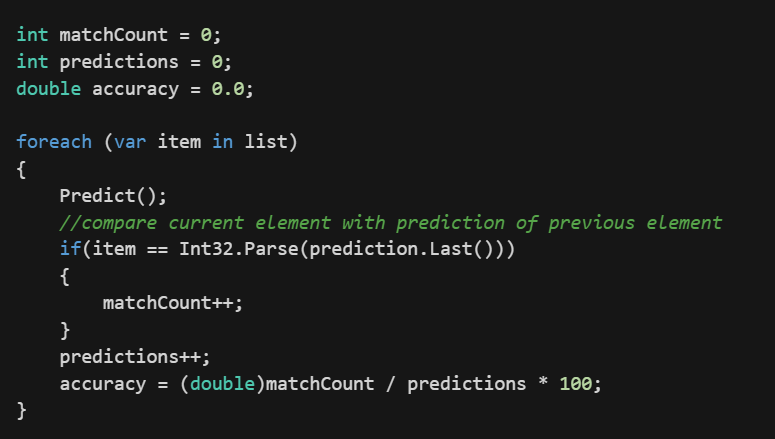 int matchCount = 0;
int predictions = 0;
double accuracy = 0.0;

foreach (var item in list)
{
    Predict();
    //compare current element with prediction of previous element
    if(item == Int32.Parse(prediction.Last()))
    {
        matchCount++;
    }
    predictions++;
    accuracy = (double)matchCount / predictions * 100;
}